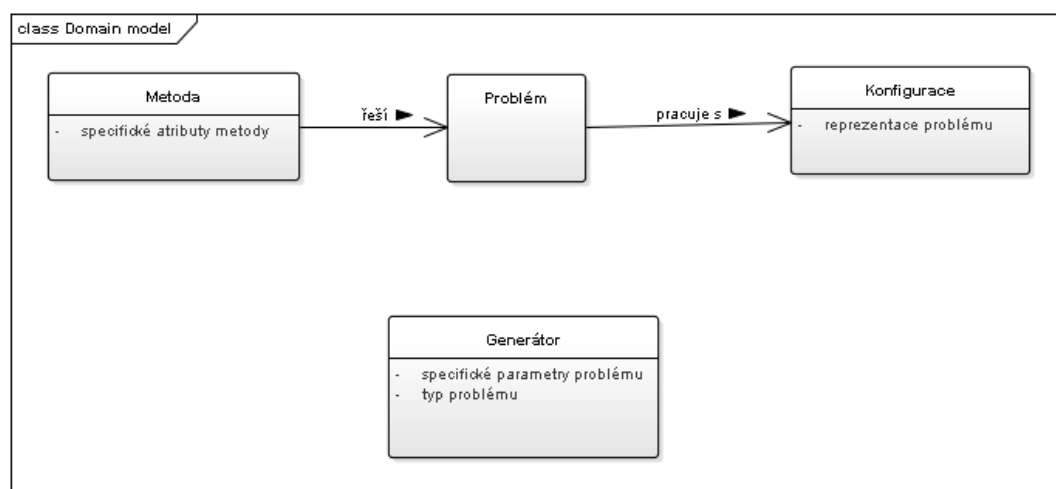 class Domain model
Metoda
- specifické atributy metody
řeší
Problém
pracuje s
Konfigurace
- reprezentace problému
Generátor
- specifické parametry problému
- typ problému